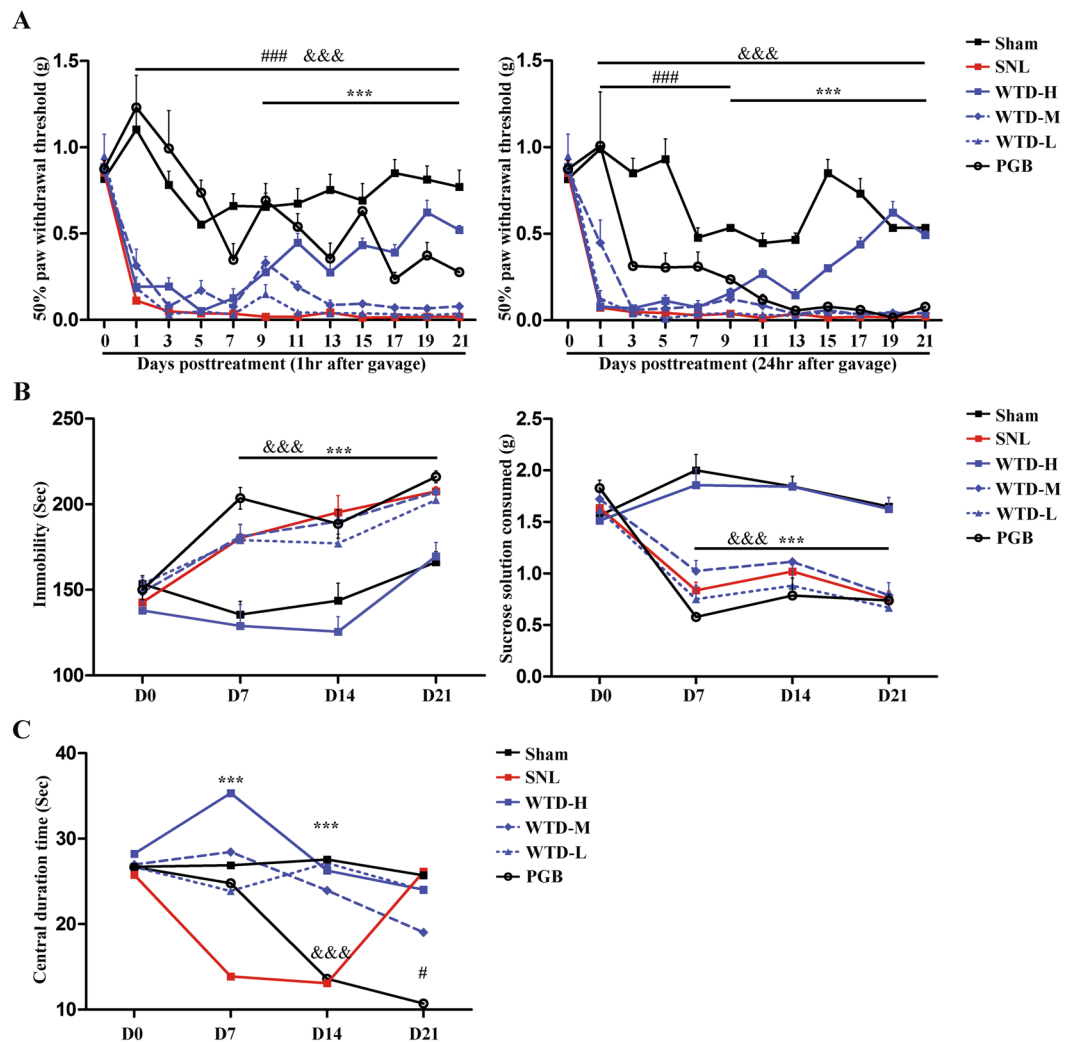 A
### &&&
***
50% paw withdrawal threshold (g)
1.5
1.0
0.5
0.0
0 1 3 5 7 9 11 13 15 17 19 21
Days posttreatment (1hr after gavage)
&&&
###
***
50% paw withdrawal threshold (g)
1.5
1.0
0.5
0.0
0 1 3 5 7 9 11 13 15 17 19 21
Days posttreatment (24hr after gavage)
Sham
SNL
WTD-H
WTD-M
WTD-L
PGB
B
&&& ***
Immobility (Sec)
250
200
150
100
D0 D7 D14 D21
&&& ***
Sucrose solution consumed (g)
2.5
2.0
1.5
1.0
0.5
0.0
D0 D7 D14 D21
Sham
SNL
WTD-H
WTD-M
WTD-L
PGB
C
***
***
&&&
#
Central duration time (Sec)
40
30
20
10
D0 D7 D14 D21
Sham
SNL
WTD-H
WTD-M
WTD-L
PGB